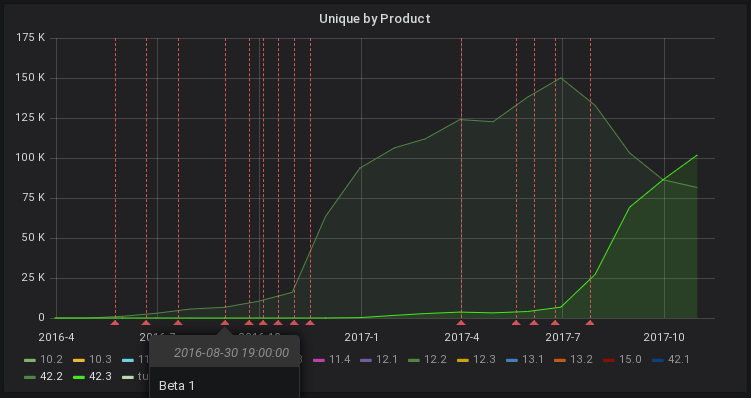 Unique by Product
175 K
150 K
125 K
100 K
75 K
50 K
25 K
0
2016-4
2017-1
2017-4
2017-7
2017-10
10.2 10.3 11.4 12.1 12.2 12.3 13.1 13.2 15.0 42.1
42.2 42.3
2016-08-30 19:00:00
Beta 1